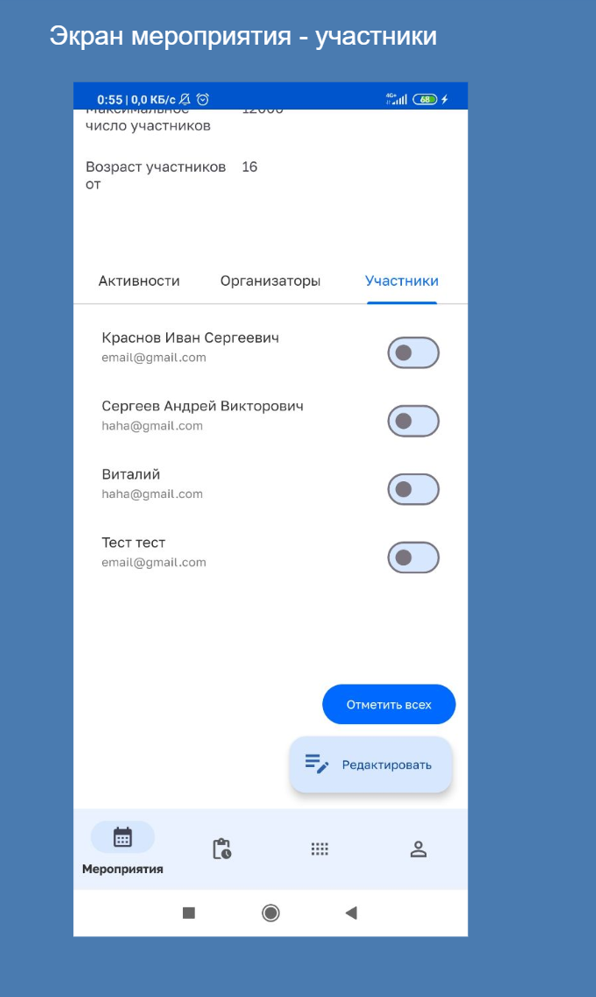 Экран мероприятия - участники
0:55 | 0,0 КБ/с
4G+
68
Максимальное 12000
число участников
Возраст участников 16
от
Активности Организаторы Участники
Краснов Иван Сергеевич
email@gmail.com
Сергеев Андрей Викторович
haha@gmail.com
Виталий
haha@gmail.com
Тест тест
email@gmail.com
Отметить всех
Редактировать
Мероприятия